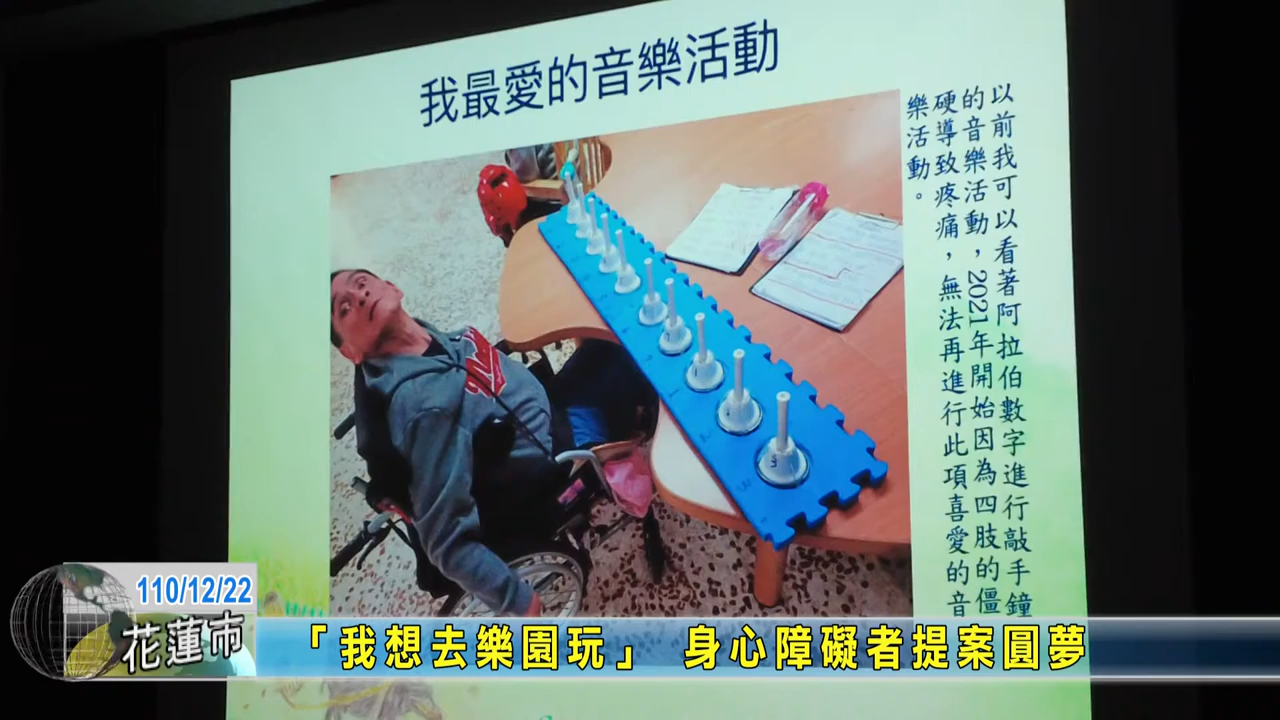 我最愛的音樂活動
以前我可以看著阿拉伯數字進行敲手鐘
的音樂活動，2021年開始因為四肢的僵
硬導致疼痛，無法再進行此項喜愛的音
樂活動。
110/12/22
花蓮市
「我想去樂園玩」 身心障礙者提案圓夢